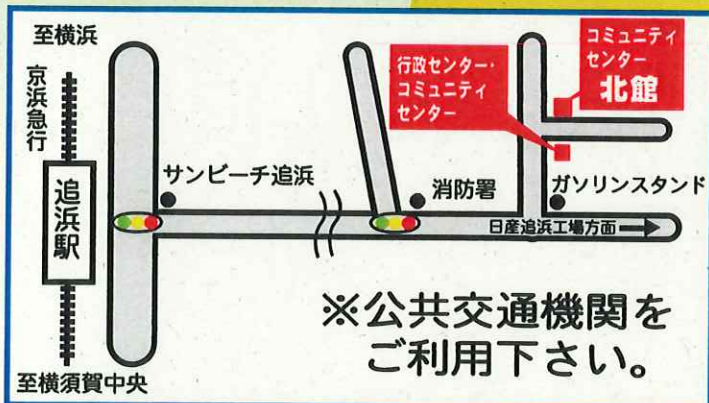 至横浜
京浜急行
追浜駅
至横須賀中央
サンビーチ追浜
消防署
ガソリンスタンド
日産追浜工場方面
行政センター・
コミュニティ
センター
コミュニティ
センター
北館
※公共交通機関を
ご利用下さい。